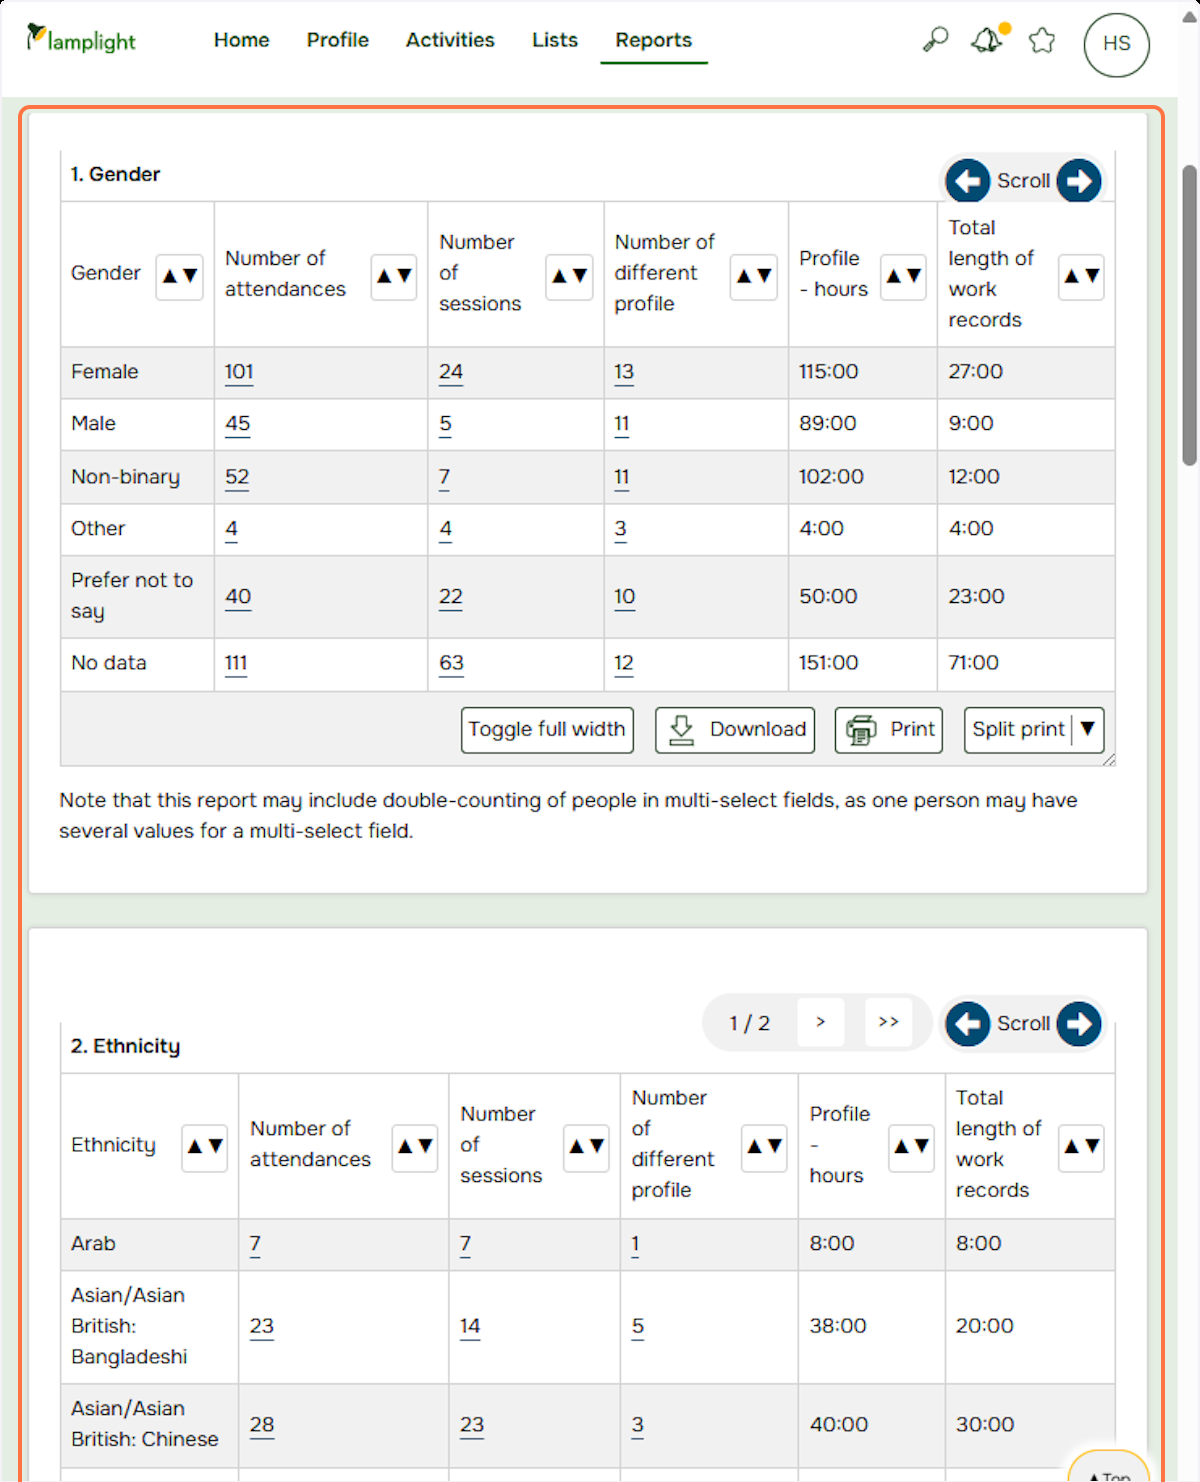 lamplight
Home Profile Activities Lists Reports
HS
1. Gender
Scroll
Gender ▲▼ Number of attendances ▲▼ Number of sessions ▲▼ Number of different profile ▲▼ Profile - hours ▲▼ Total length of work records ▲▼
Female 101 24 13 115:00 27:00
Male 45 5 11 89:00 9:00
Non-binary 52 7 11 102:00 12:00
Other 4 4 3 4:00 4:00
Prefer not to say 40 22 10 50:00 23:00
No data 111 63 12 151:00 71:00
Toggle full width Download Print Split print ▼
Note that this report may include double-counting of people in multi-select fields, as one person may have
several values for a multi-select field.
1 / 2 > >> Scroll
2. Ethnicity
Ethnicity ▲▼ Number of attendances ▲▼ Number of sessions ▲▼ Number of different profile ▲▼ Profile - hours ▲▼ Total length of work records ▲▼
Arab 7 7 1 8:00 8:00
Asian/Asian British: Bangladeshi 23 14 5 38:00 20:00
Asian/Asian British: Chinese 28 23 3 40:00 30:00
▲Top